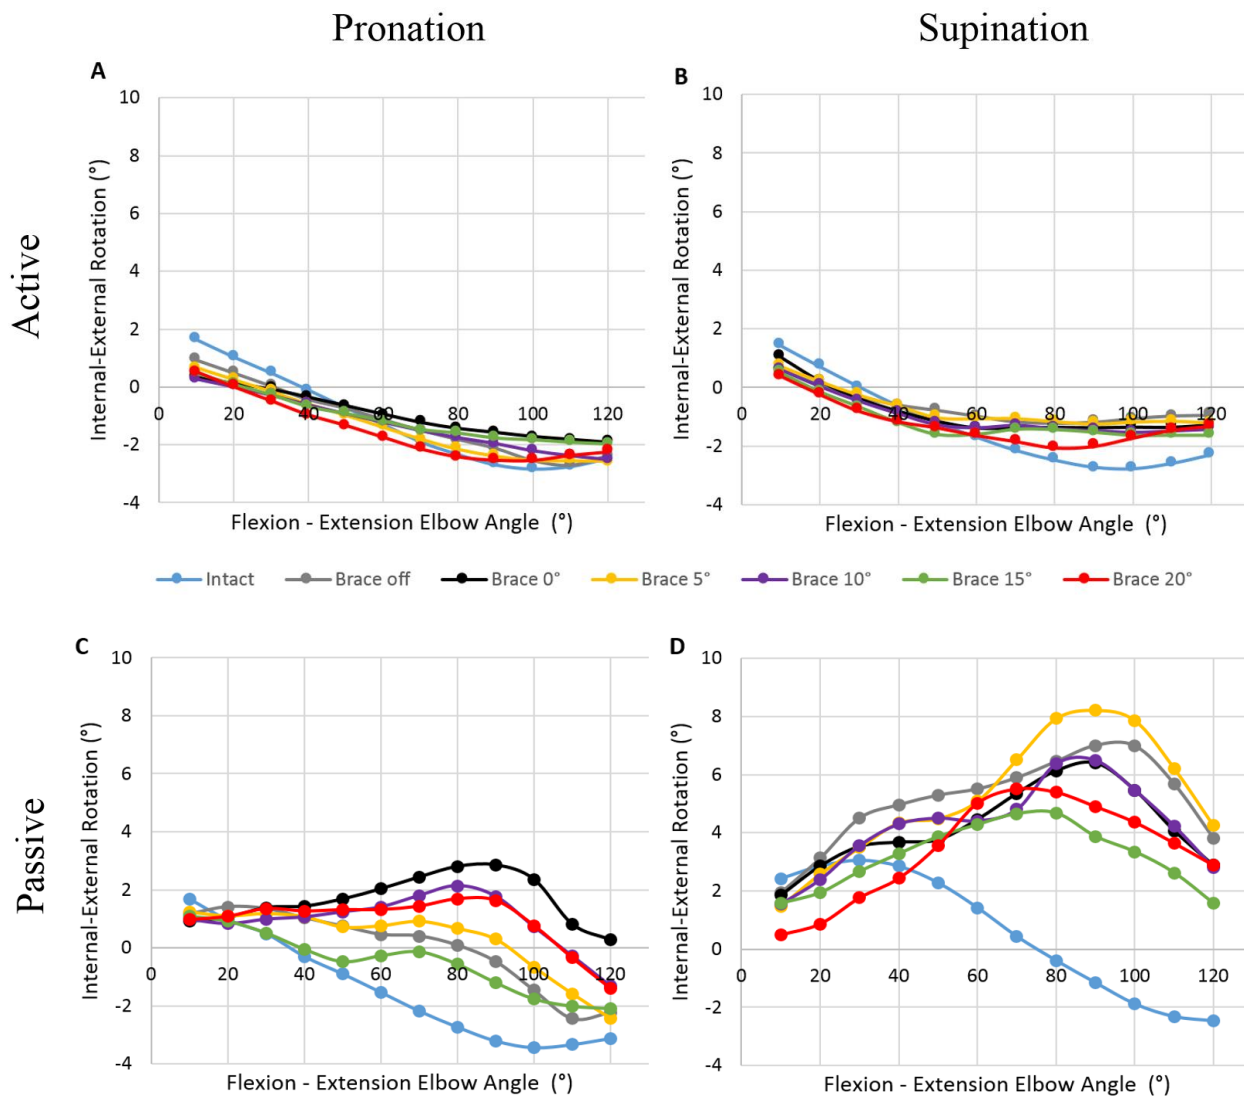 Pronation
Supination
Active
A
Internal-External Rotation (°)
10
8
6
4
2
0
-2
-4
0
20
40
60
80
100
120
Flexion - Extension Elbow Angle (°)
B
Internal-External Rotation (°)
10
8
6
4
2
0
-2
-4
0
20
40
60
80
100
120
Flexion - Extension Elbow Angle (°)
Intact
Brace off
Brace 0°
Brace 5°
Brace 10°
Brace 15°
Brace 20°
Passive
C
Internal-External Rotation (°)
10
8
6
4
2
0
-2
-4
0
20
40
60
80
100
120
Flexion - Extension Elbow Angle (°)
D
Internal-External Rotation (°)
10
8
6
4
2
0
-2
-4
0
20
40
60
80
100
120
Flexion - Extension Elbow Angle (°)